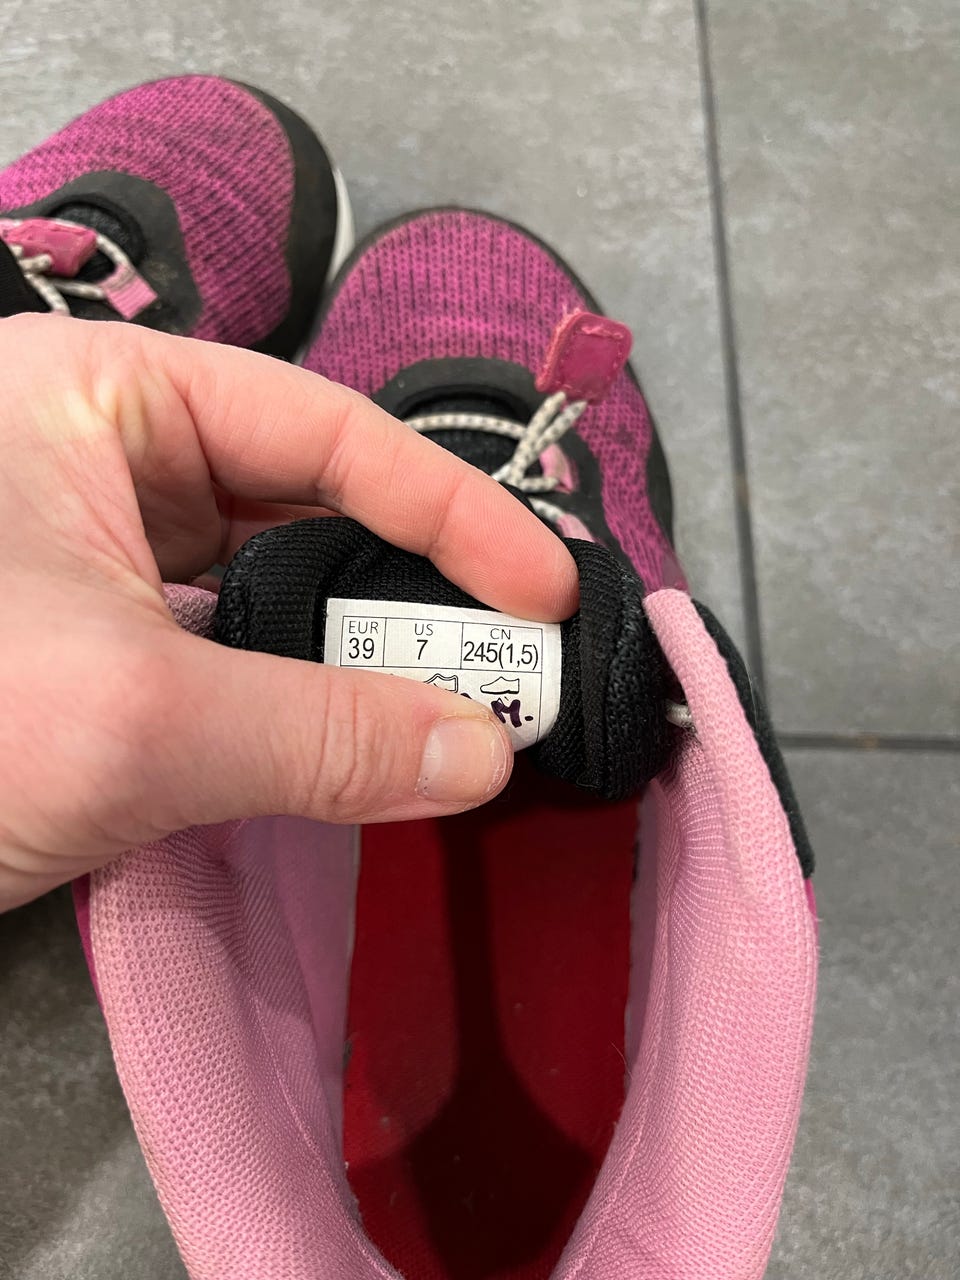 EUR US CN
39 7 245(1,5)
M.